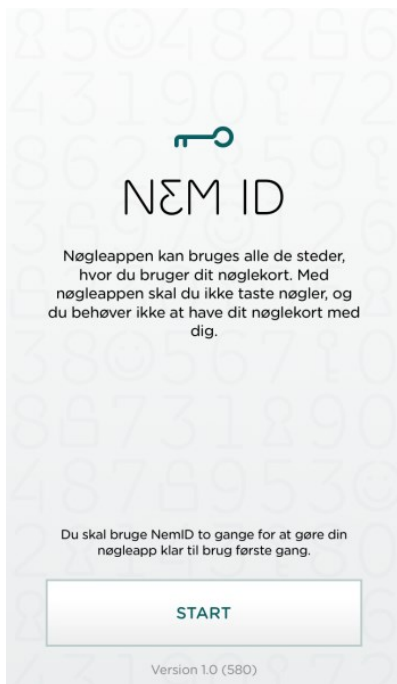 NEM ID
Nøgleappen kan bruges alle de steder,
hvor du bruger dit nøglekort. Med
nøgleappen skal du ikke taste nøgler, og
du behøver ikke at have dit nøglekort med
dig.
Du skal bruge NemID to gange for at gøre din
nøgleapp klar til brug første gang.
START
Version 1.0 (580)